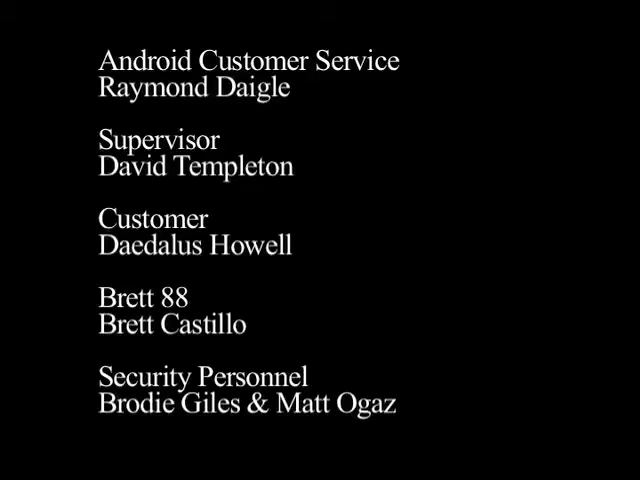 Android Customer Service
Raymond Daigle
Supervisor
David Templeton
Customer
Daedalus Howell
Brett 88
Brett Castillo
Security Personnel
Brodie Giles & Matt Ogaz